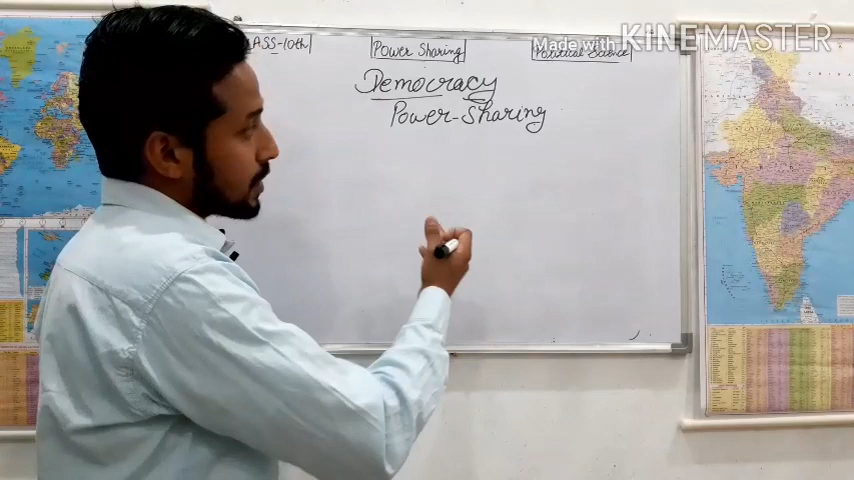 ASS-10th
Power Sharing
Political Science
Made with KINEMASTER
Democracy
Power-Sharing